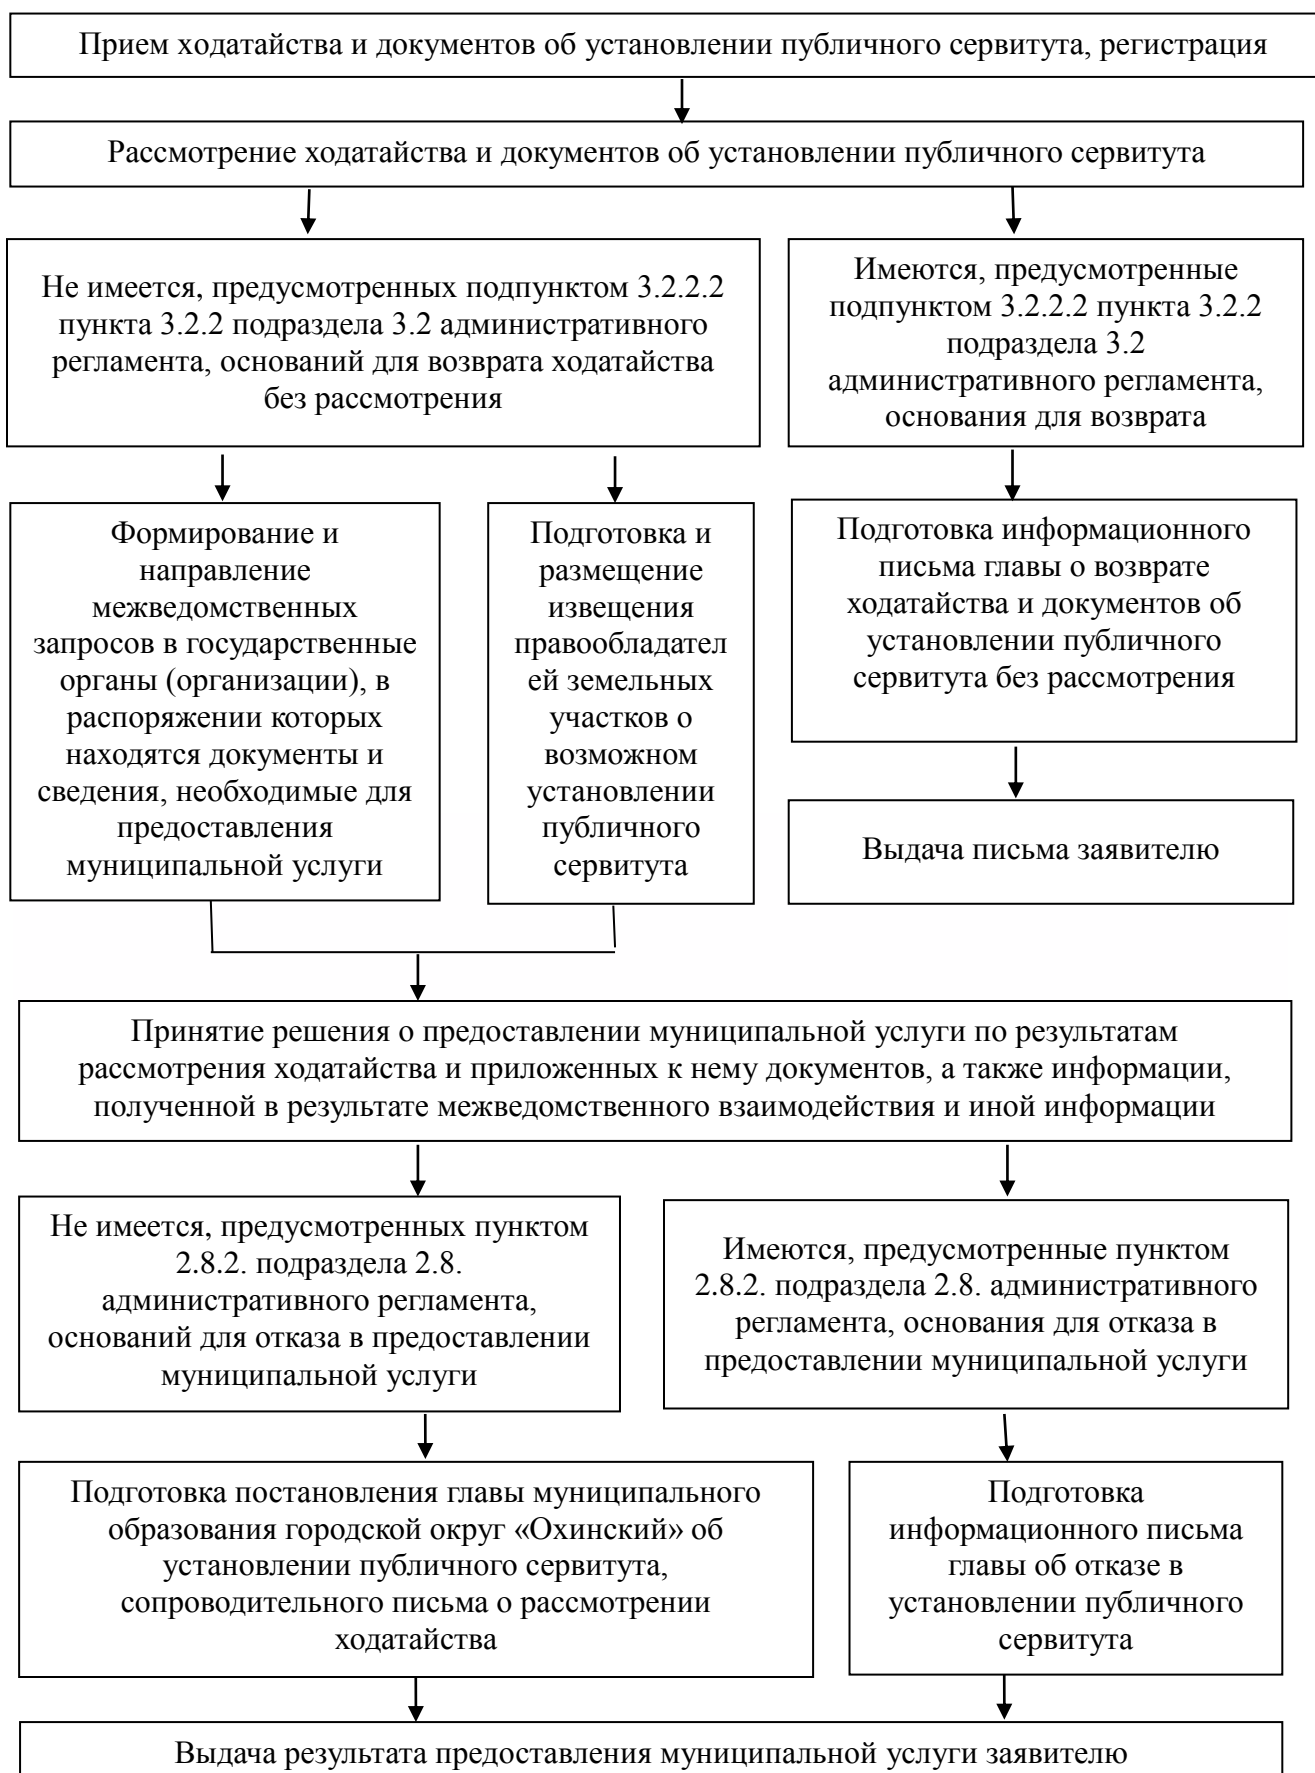 Прием ходатайства и документов об установлении публичного сервитута, регистрация
Рассмотрение ходатайства и документов об установлении публичного сервитута
Не имеется, предусмотренных подпунктом 3.2.2.2
пункта 3.2.2 подраздела 3.2 административного
регламента, оснований для возврата ходатайства
без рассмотрения
Имеются, предусмотренные
подпунктом 3.2.2.2 пункта 3.2.2
подраздела 3.2
административного регламента,
основания для возврата
Формирование и
направление
межведомственных
запросов в государственные
органы (организации), в
распоряжении которых
находятся документы и
сведения, необходимые для
предоставления
муниципальной услуги
Подготовка и
размещение
извещения
правообладател
ей земельных
участков о
возможном
установлении
публичного
сервитута
Подготовка информационного
письма главы о возврате
ходатайства и документов об
установлении публичного
сервитута без рассмотрения
Выдача письма заявителю
Принятие решения о предоставлении муниципальной услуги по результатам
рассмотрения ходатайства и приложенных к нему документов, а также информации,
полученной в результате межведомственного взаимодействия и иной информации
Не имеется, предусмотренных пунктом
2.8.2. подраздела 2.8.
административного регламента,
оснований для отказа в предоставлении
муниципальной услуги
Имеются, предусмотренные пунктом
2.8.2. подраздела 2.8. административного
регламента, основания для отказа в
предоставлении муниципальной услуги
Подготовка постановления главы муниципального
образования городской округ «Охинский» об
установлении публичного сервитута,
сопроводительного письма о рассмотрении
ходатайства
Подготовка
информационного письма
главы об отказе в
установлении публичного
сервитута
Выдача результата предоставления муниципальной услуги заявителю